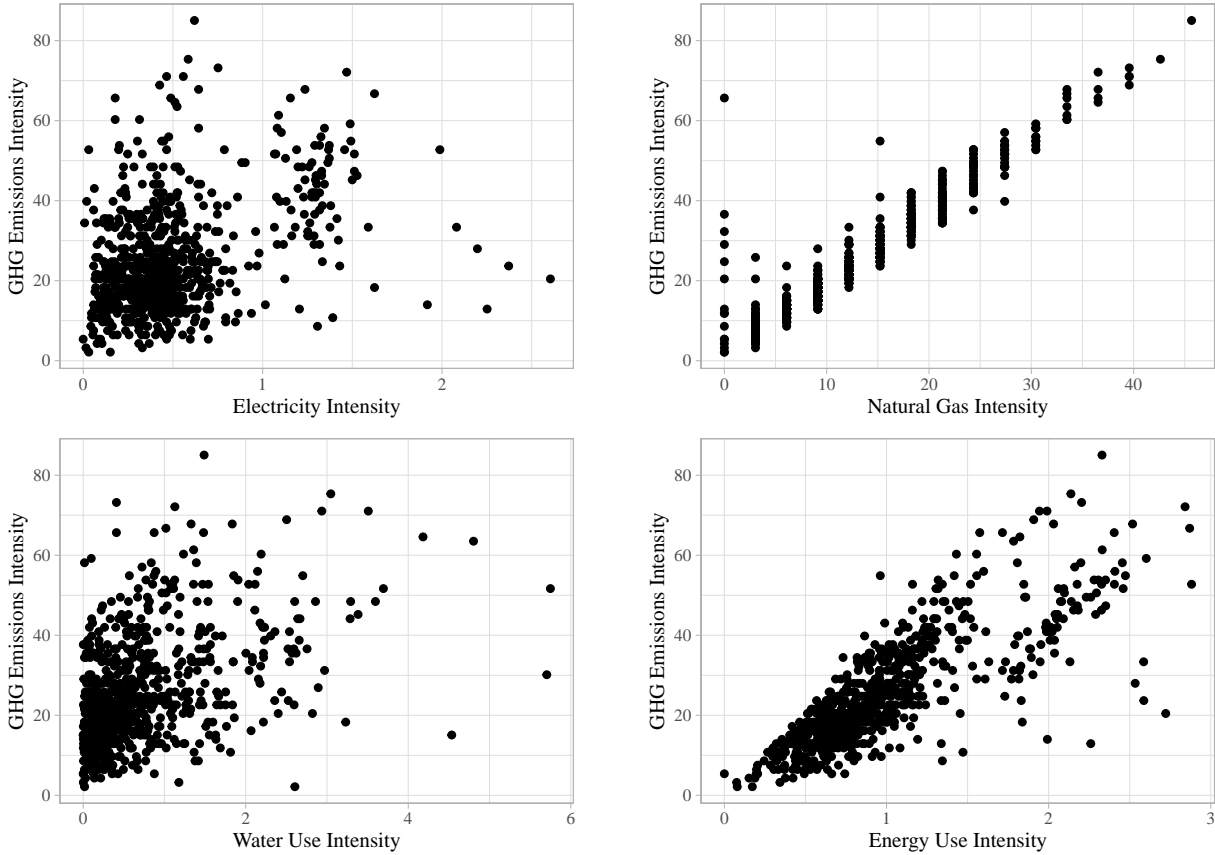 80
60
40
20
0
GHG Emissions Intensity
0 1 2
Electricity Intensity
80
60
40
20
0
GHG Emissions Intensity
0 10 20 30 40
Natural Gas Intensity
80
60
40
20
0
GHG Emissions Intensity
0 2 4 6
Water Use Intensity
80
60
40
20
0
GHG Emissions Intensity
0 1 2 3
Energy Use Intensity